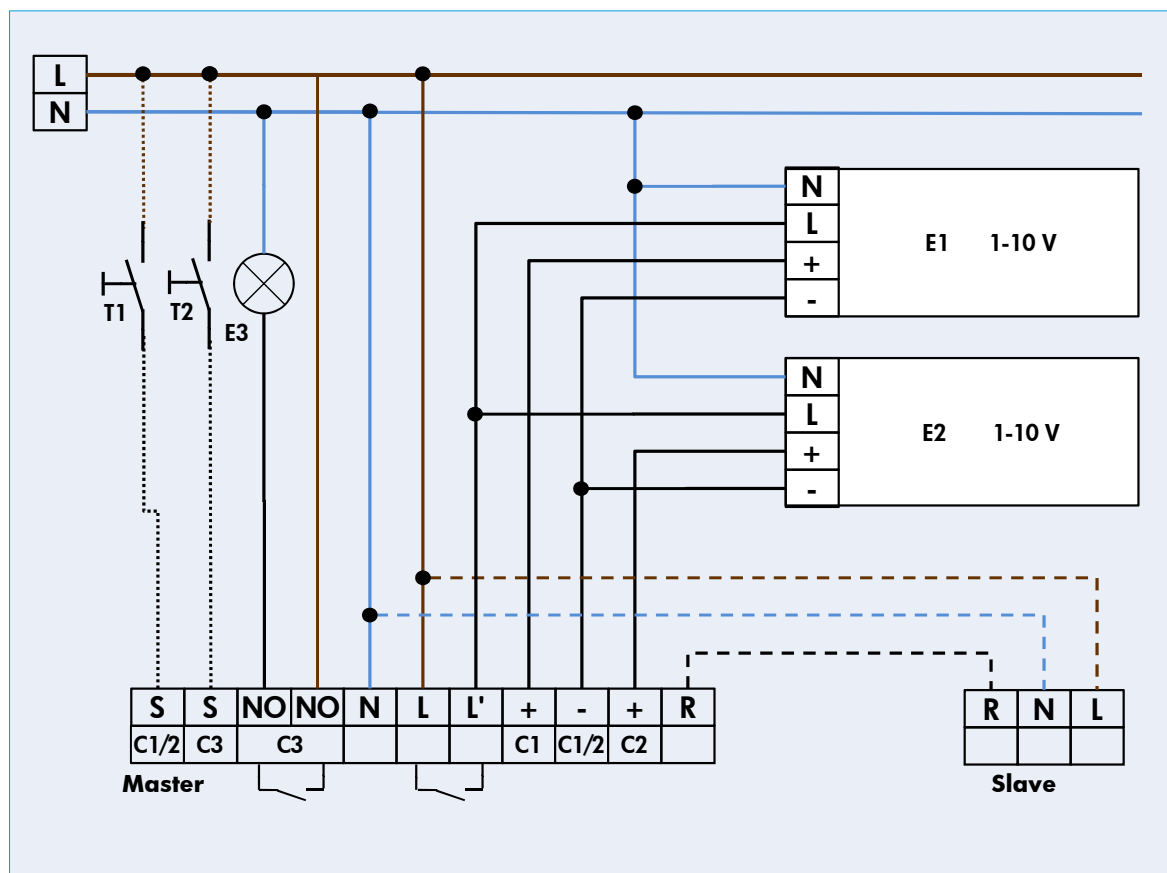 L
N
N
L
+
-
E1 1-10 V
T1
T2
E3
N
L
+
-
E2 1-10 V
S S NO NO N L L' + - + R
C1/2 C3 C3 C1 C1/2 C2
Master
R N L
Slave